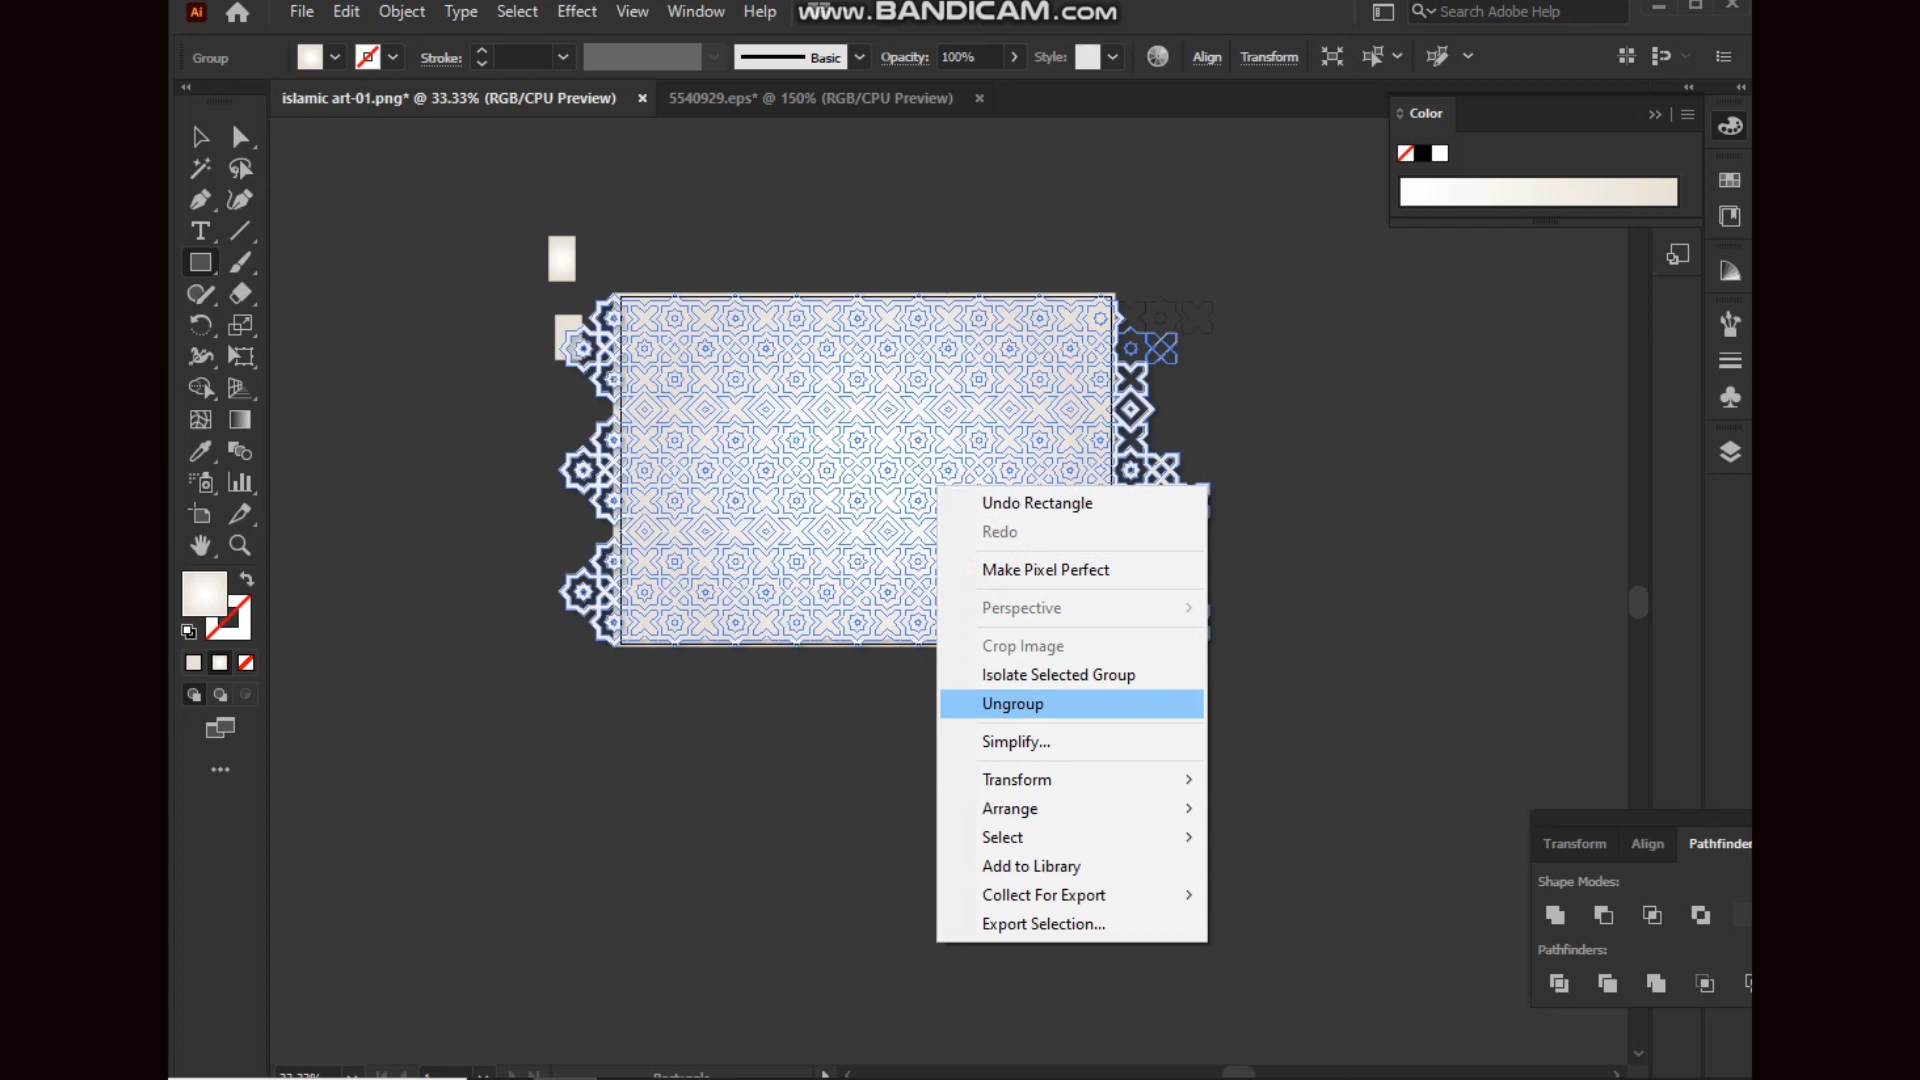 Ai File Edit Object Type Select Effect View Window Help www.BANDICAM.com Search Adobe Help
Group Stroke: Basic Opacity: 100% Style: Align Transform
islamic art-01.png* @ 33.33% (RGB/CPU Preview) × 5540929.eps* @ 150% (RGB/CPU Preview) ×
Color
Undo Rectangle
Redo
Make Pixel Perfect
Perspective
Crop Image
Isolate Selected Group
Ungroup
Simplify...
Transform
Arrange
Select
Add to Library
Collect For Export
Export Selection...
Transform Align Pathfinder
Shape Modes:
Pathfinders: